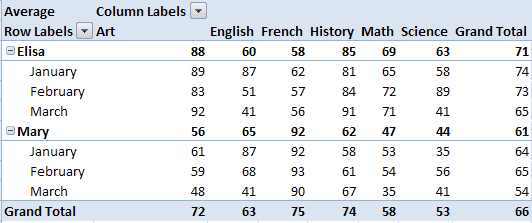 Average Column Labels
Row Labels Art English French History Math Science Grand Total
Elisa 88 60 58 85 69 63 71
January 89 87 62 81 65 58 74
February 83 51 57 84 72 89 73
March 92 41 56 91 71 41 65
Mary 56 65 92 62 47 44 61
January 61 87 92 58 53 35 64
February 59 68 93 61 54 56 65
March 48 41 90 67 35 41 54
Grand Total 72 63 75 74 58 53 66